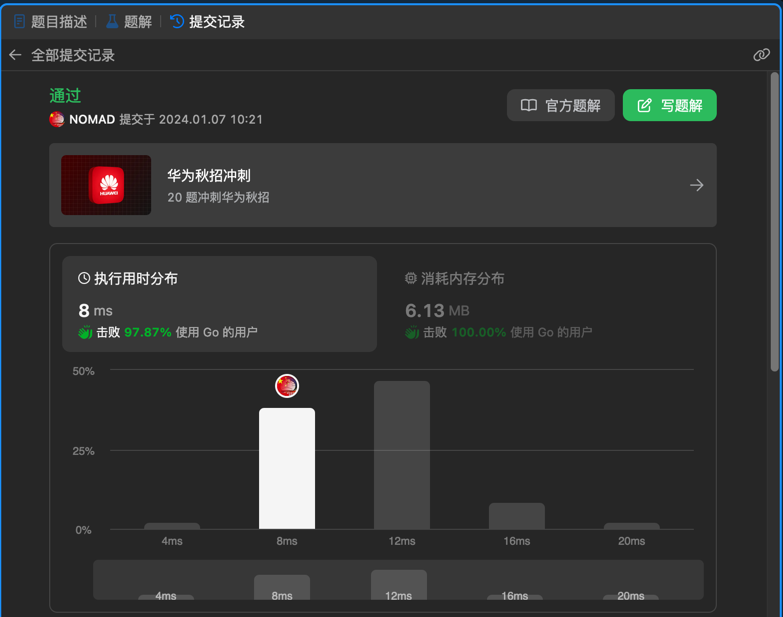 题目描述 题解 提交记录
全部提交记录
通过
NOMAD 提交于 2024.01.07 10:21
官方题解 写题解
HUAWEI
华为秋招冲刺
20 题冲刺华为秋招
执行用时分布
8 ms
击败 97.87% 使用 Go 的用户
消耗内存分布
6.13 MB
击败 100.00% 使用 Go 的用户
50%
25%
0%
4ms 8ms 12ms 16ms 20ms
4ms 8ms 12ms 16ms 20ms